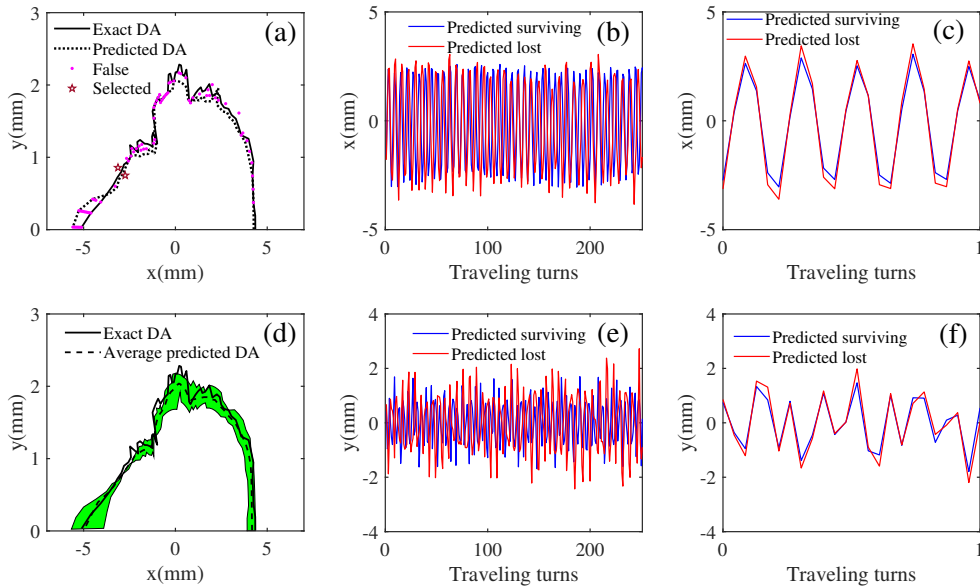 (a)
Exact DA
Predicted DA
False
Selected
3
2
1
0
y(mm)
-5
0
5
x(mm)
(b)
Predicted surviving
Predicted lost
5
0
-5
x(mm)
0
100
200
Traveling turns
(c)
Predicted surviving
Predicted lost
5
0
-5
x(mm)
0
1
Traveling turns
(d)
Exact DA
Average predicted DA
3
2
1
0
y(mm)
-5
0
5
x(mm)
(e)
Predicted surviving
Predicted lost
4
2
0
-2
-4
y(mm)
0
100
200
Traveling turns
(f)
Predicted surviving
Predicted lost
4
2
0
-2
-4
y(mm)
0
1
Traveling turns